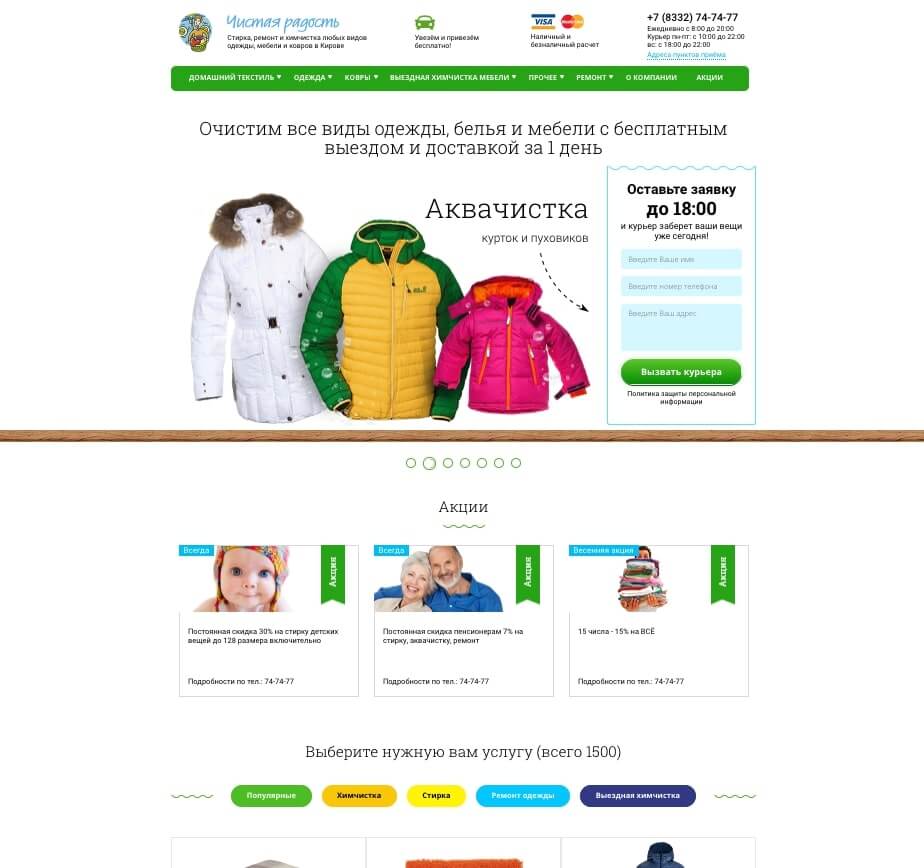 Чистая радость
Стирка, ремонт и химчистка любых видов
одежды, мебели и ковров в Кирове
Увезём и привезём
бесплатно!
VISA MasterCard
Наличный и
безналичный расчет
+7 (8332) 74-74-77
Ежедневно с 8:00 до 20:00
Курьер пн-пт: с 10:00 до 22:00
вс: с 18:00 до 22:00
Адреса пунктов приёма
ДОМАШНИЙ ТЕКСТИЛЬ ОДЕЖДА КОВРЫ ВЫЕЗДНАЯ ХИМЧИСТКА МЕБЕЛИ ПРОЧЕЕ РЕМОНТ О КОМПАНИИ АКЦИИ
Очистим все виды одежды, белья и мебели с бесплатным
выездом и доставкой за 1 день
Аквачистка
курток и пуховиков
Оставьте заявку
до 18:00
и курьер заберет ваши вещи
уже сегодня!
Введите Ваше имя
Введите номер телефона
Введите Ваш адрес
Вызвать курьера
Политика защиты персональной
информации
Акции
Всегда
Акция
Постоянная скидка 30% на стирку детских
вещей до 128 размера включительно
Подробности по тел.: 74-74-77
Всегда
Акция
Постоянная скидка пенсионерам 7% на
стирку, аквачистку, ремонт
Подробности по тел.: 74-74-77
Весенняя акция
Акция
15 числа - 15% на ВСЁ
Подробности по тел.: 74-74-77
Выберите нужную вам услугу (всего 1500)
Популярные Химчистка Стирка Ремонт одежды Выездная химчистка